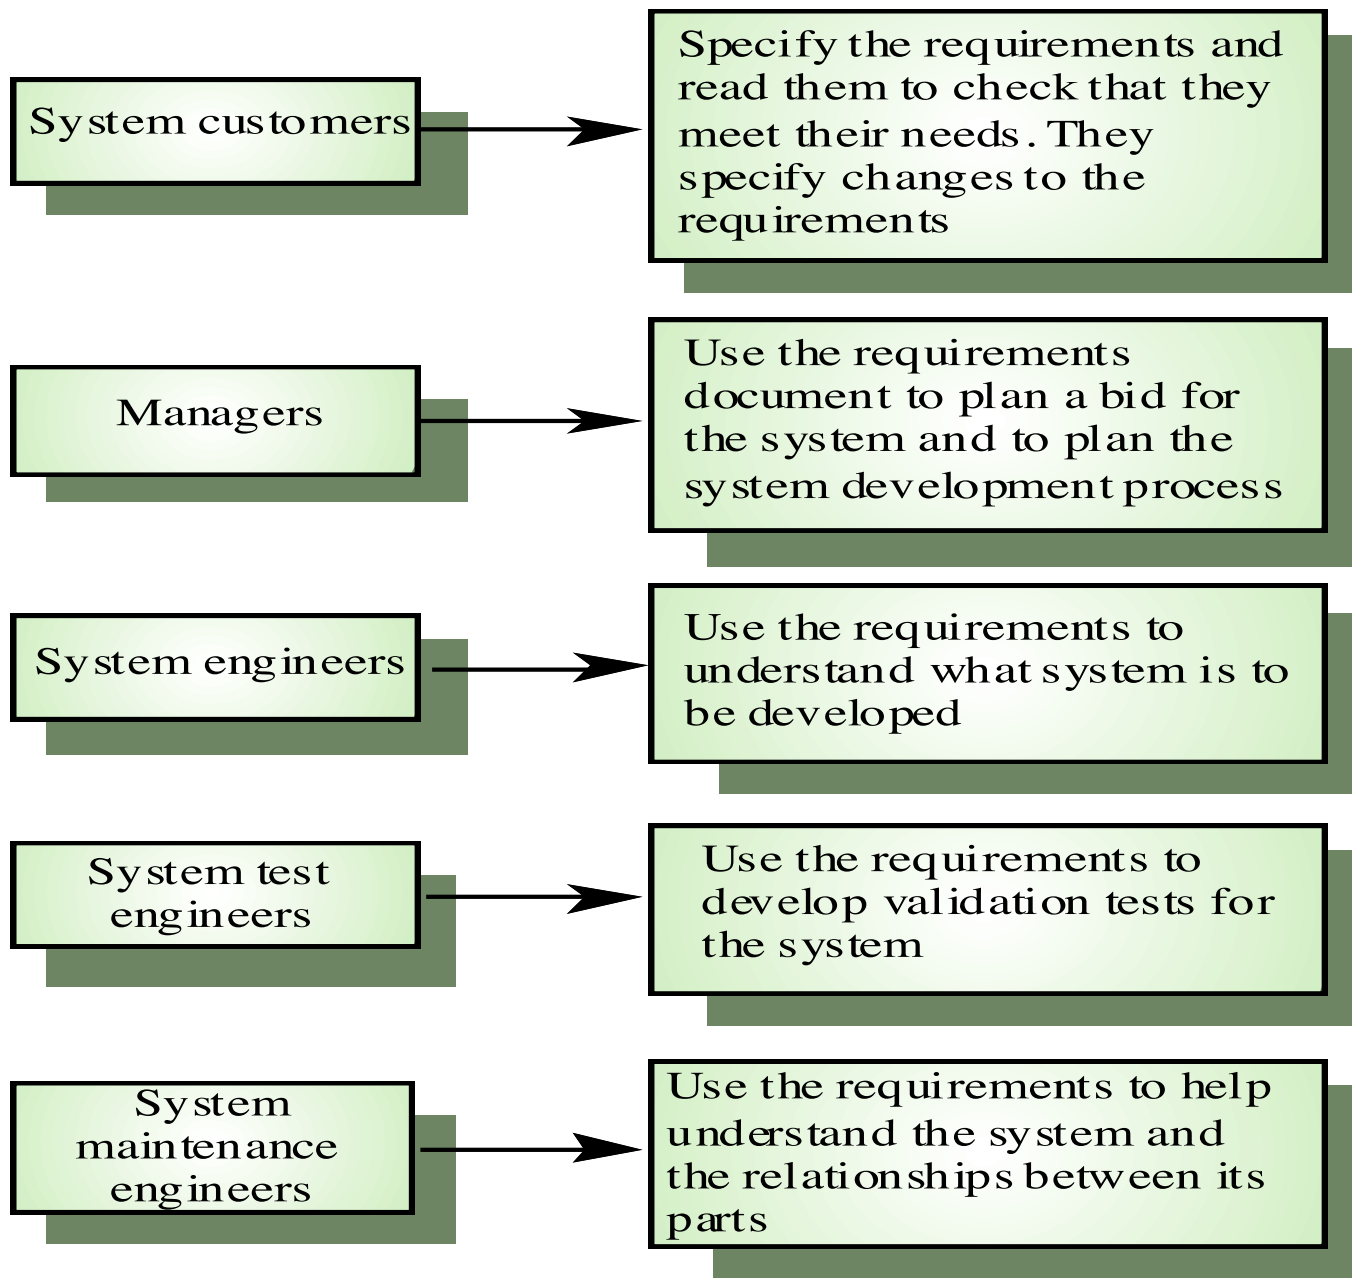 System customers
Specify the requirements and
read them to check that they
meet their needs. They
specify changes to the
requirements
Managers
Use the requirements
document to plan a bid for
the system and to plan the
system development process
System engineers
Use the requirements to
understand what system is to
be developed
System test
engineers
Use the requirements to
develop validation tests for
the system
System
maintenance
engineers
Use the requirements to help
understand the system and
the relationships between its
parts